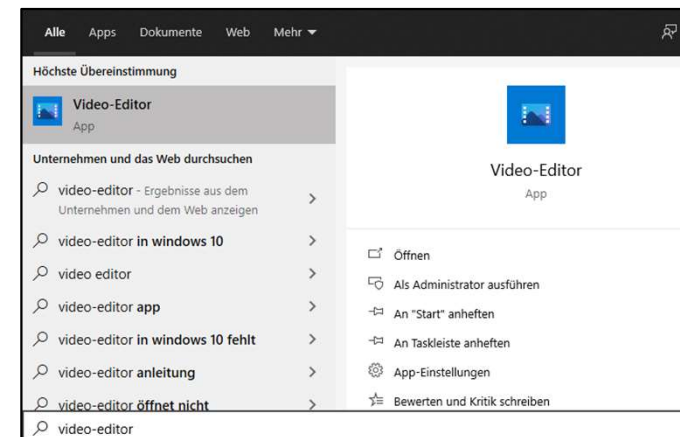 Alle Apps Dokumente Web Mehr
Höchste Übereinstimmung
Video-Editor
App
Unternehmen und das Web durchsuchen
video-editor - Ergebnisse aus dem
Unternehmen und dem Web anzeigen
video-editor in windows 10
video editor
video-editor app
video-editor in windows 10 fehlt
video-editor anleitung
video-editor öffnet nicht
Video-Editor
App
Öffnen
Als Administrator ausführen
An "Start" anheften
An Taskleiste anheften
App-Einstellungen
Bewerten und Kritik schreiben
video-editor